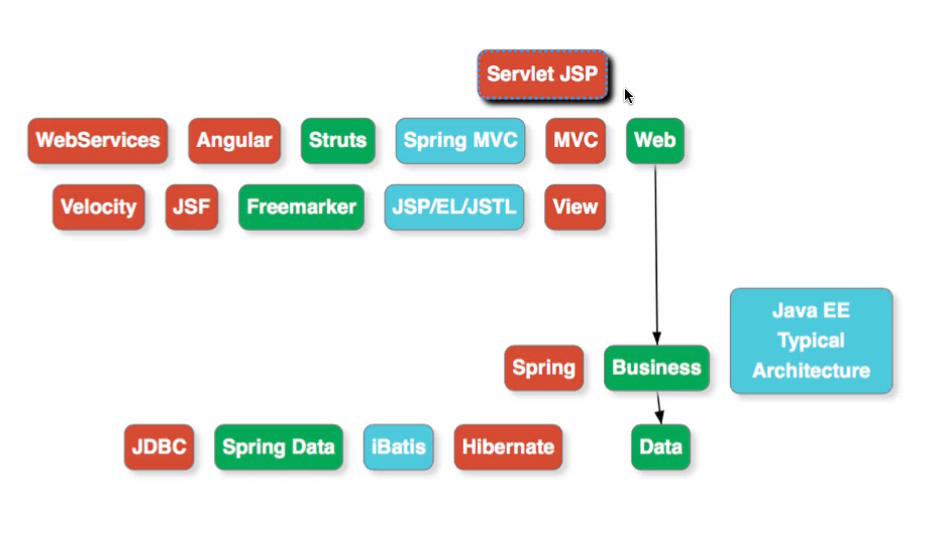 Servlet JSP
WebServices
Angular
Struts
Spring MVC
MVC
Web
Velocity
JSF
Freemarker
JSP/EL/JSTL
View
Java EE
Typical
Architecture
Spring
Business
JDBC
Spring Data
iBatis
Hibernate
Data